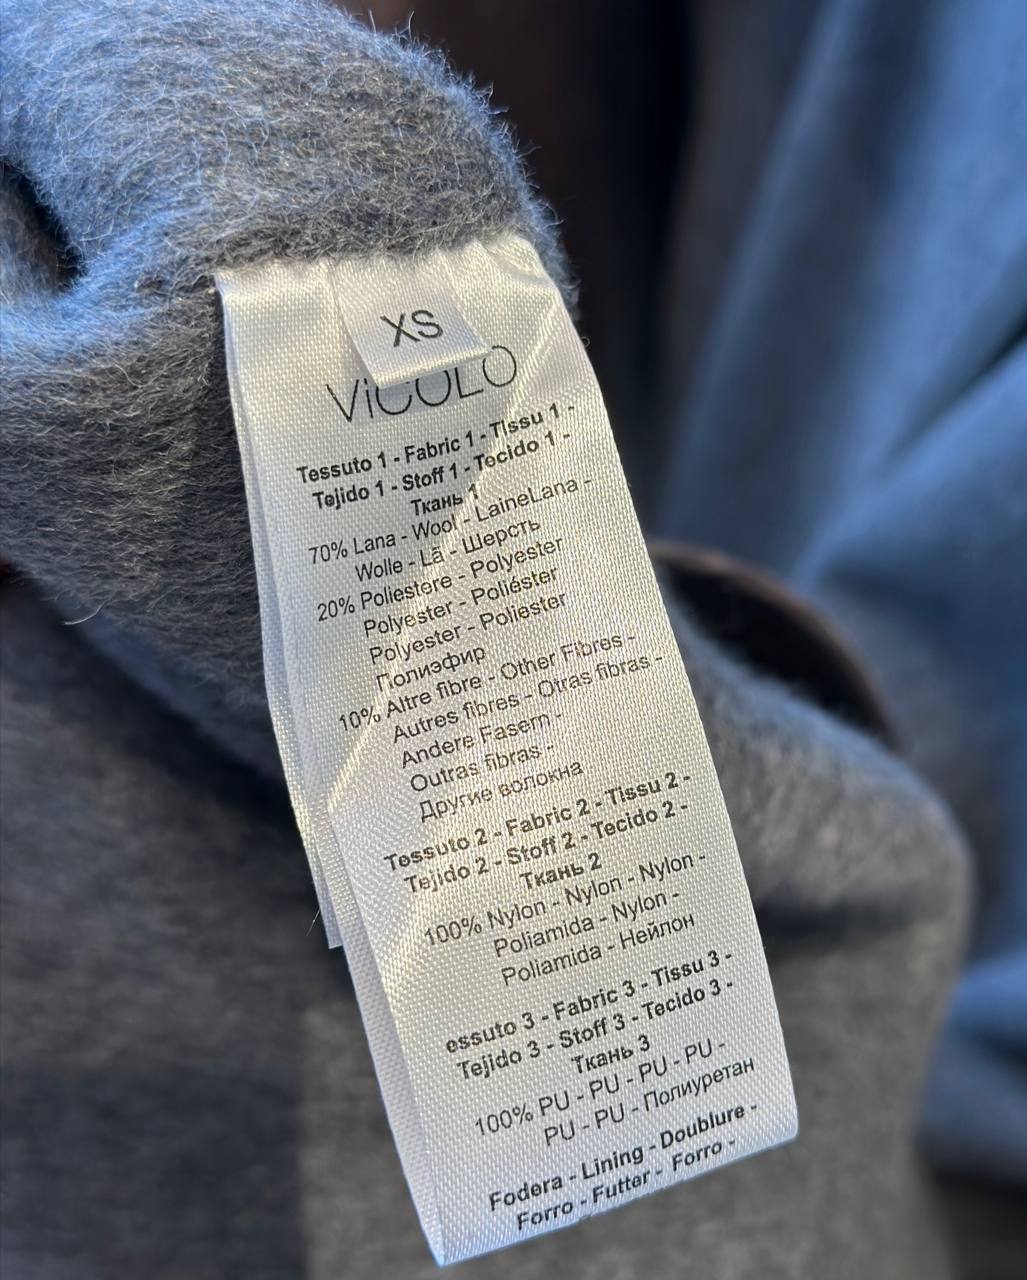 XS
ViCOLO
Tessuto 1 - Fabric 1 - Tissu 1 -
Tejido 1 - Stoff 1 - Tecido 1 -
Ткань 1
70% Lana - Wool - LaineLana -
Wolle - Lã - Шерсть
20% Poliestere - Polyester
Polyester - Poliéster
Polyester - Poliester
Полиэфир
10% Altre fibre - Other Fibres -
Autres fibres - Otras fibras -
Andere Fasern -
Outras fibras -
Другие волокна
Tessuto 2 - Fabric 2 - Tissu 2 -
Tejido 2 - Stoff 2 - Tecido 2 -
Ткань 2
100% Nylon - Nylon - Nylon -
Poliamida - Nylon -
Poliamida - Нейлон
essuto 3 - Fabric 3 - Tissu 3 -
Tejido 3 - Stoff 3 - Tecido 3 -
Ткань 3
100% PU - PU - PU - PU -
PU - PU - Полиуретан
Fodera - Lining - Doublure -
Forro - Futter - Forro -